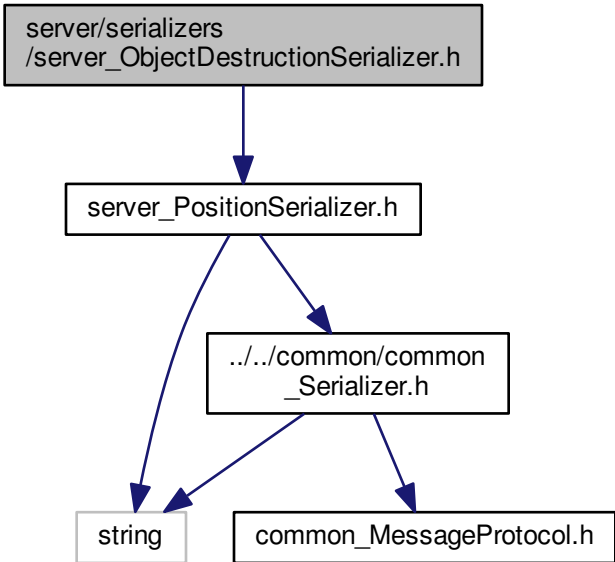 server/serializers
/server_ObjectDestructionSerializer.h
server_PositionSerializer.h
../../common/common
_Serializer.h
string
common_MessageProtocol.h